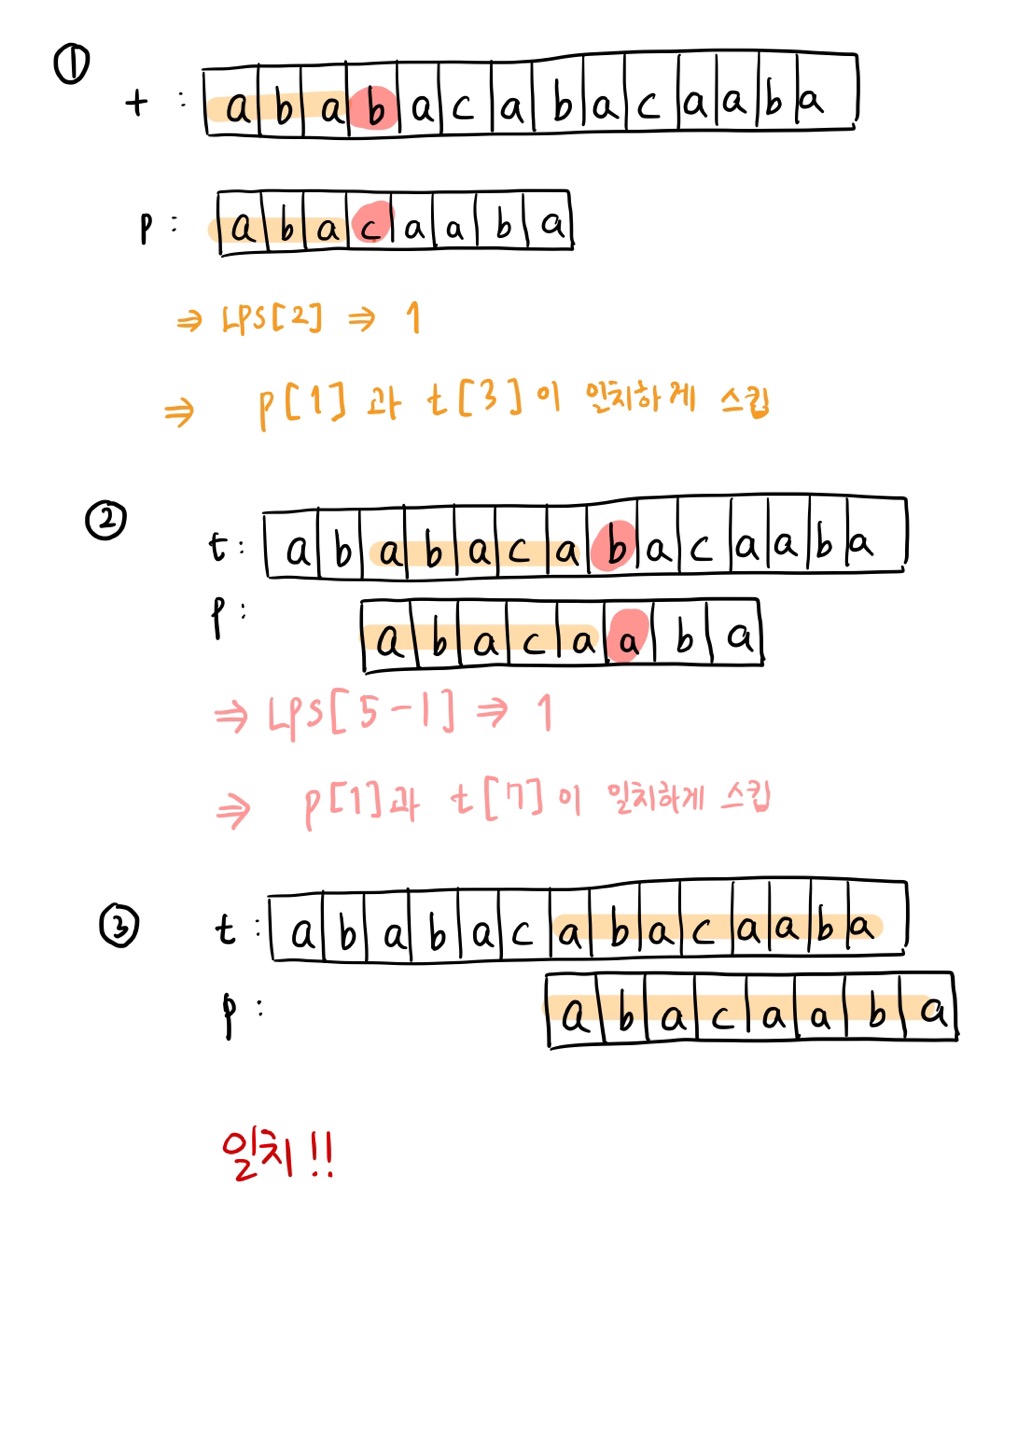 ①
t : a b a b a c a b a c a a b a
p : a b a c a a b a
⇒ LPS[2] ⇒ 1
⇒ p[1]과 t[3]이 일치하게 스킵
②
t : a b a b a c a b a c a a b a
p : a b a c a a b a
⇒ LPS[5-1] ⇒ 1
⇒ p[1]과 t[7]이 일치하게 스킵
③
t : a b a b a c a b a c a a b a
p : a b a c a a b a
일치!!